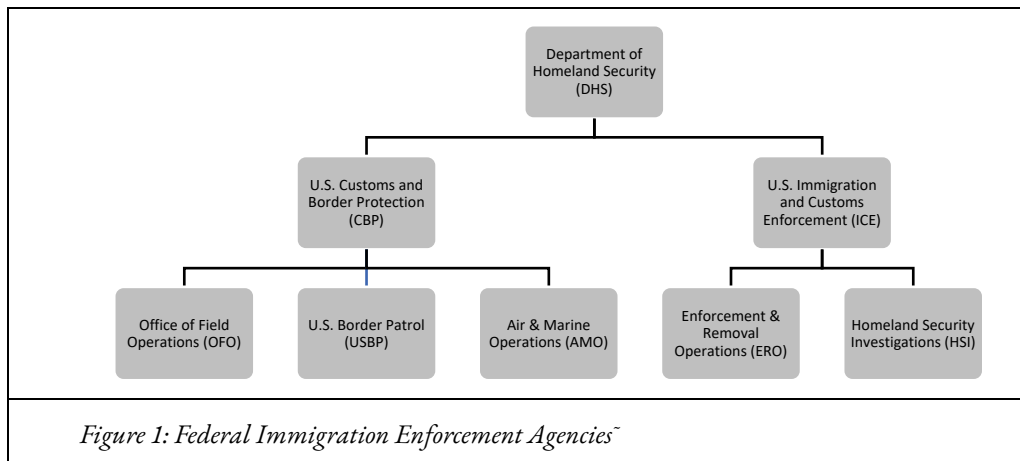 Department of
Homeland Security
(DHS)
U.S. Customs and
Border Protection
(CBP)
U.S. Immigration
and Customs
Enforcement (ICE)
Office of Field
Operations (OFO)
U.S. Border Patrol
(USBP)
Air & Marine
Operations (AMO)
Enforcement &
Removal
Operations (ERO)
Homeland Security
Investigations (HSI)
Figure 1: Federal Immigration Enforcement Agencies˜